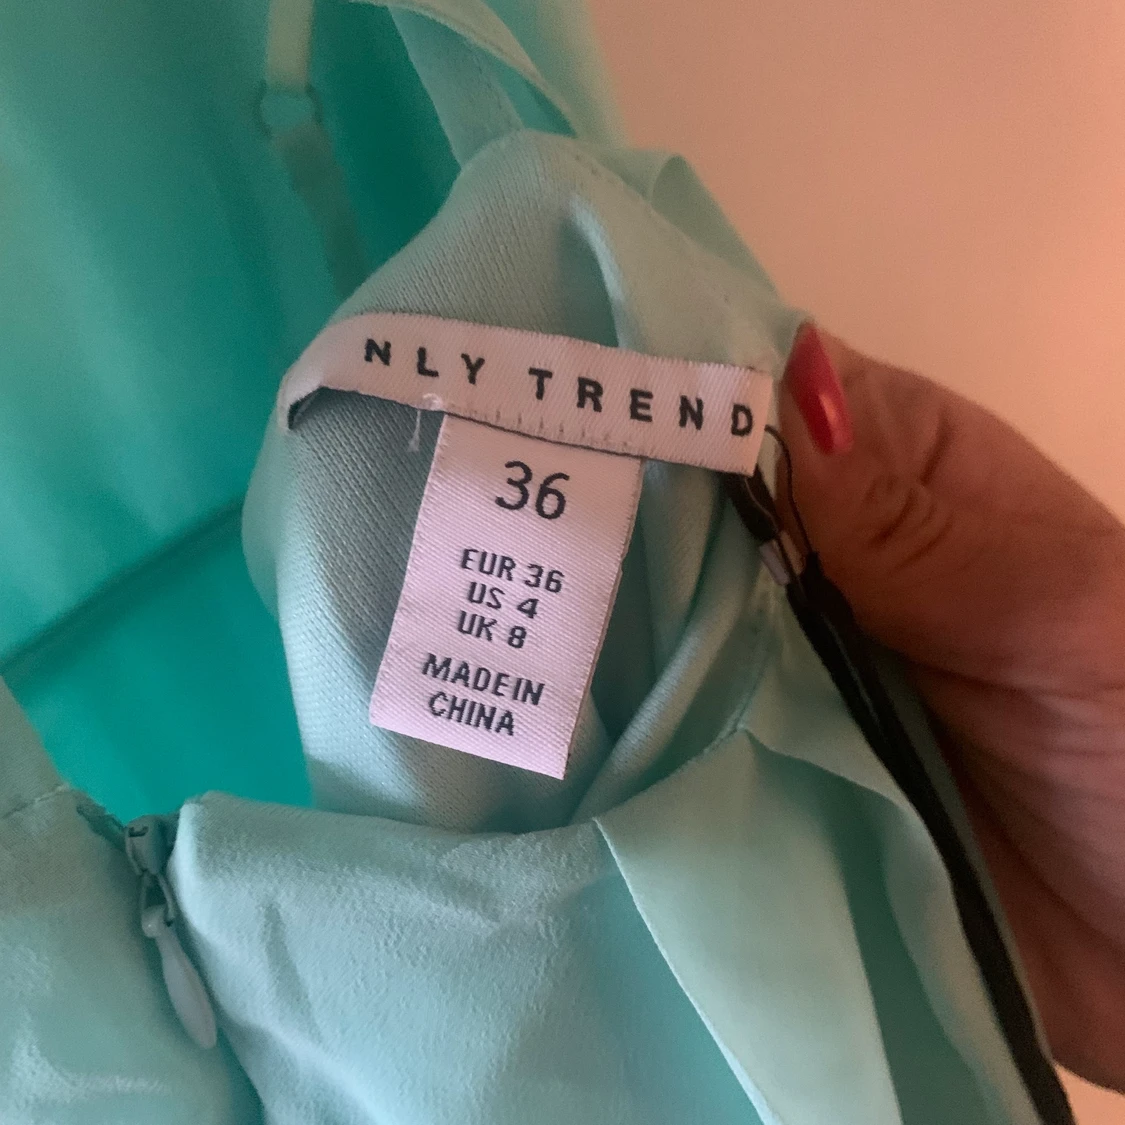 NLY TREND
36
EUR 36
US 4
UK 8
MADE IN
CHINA